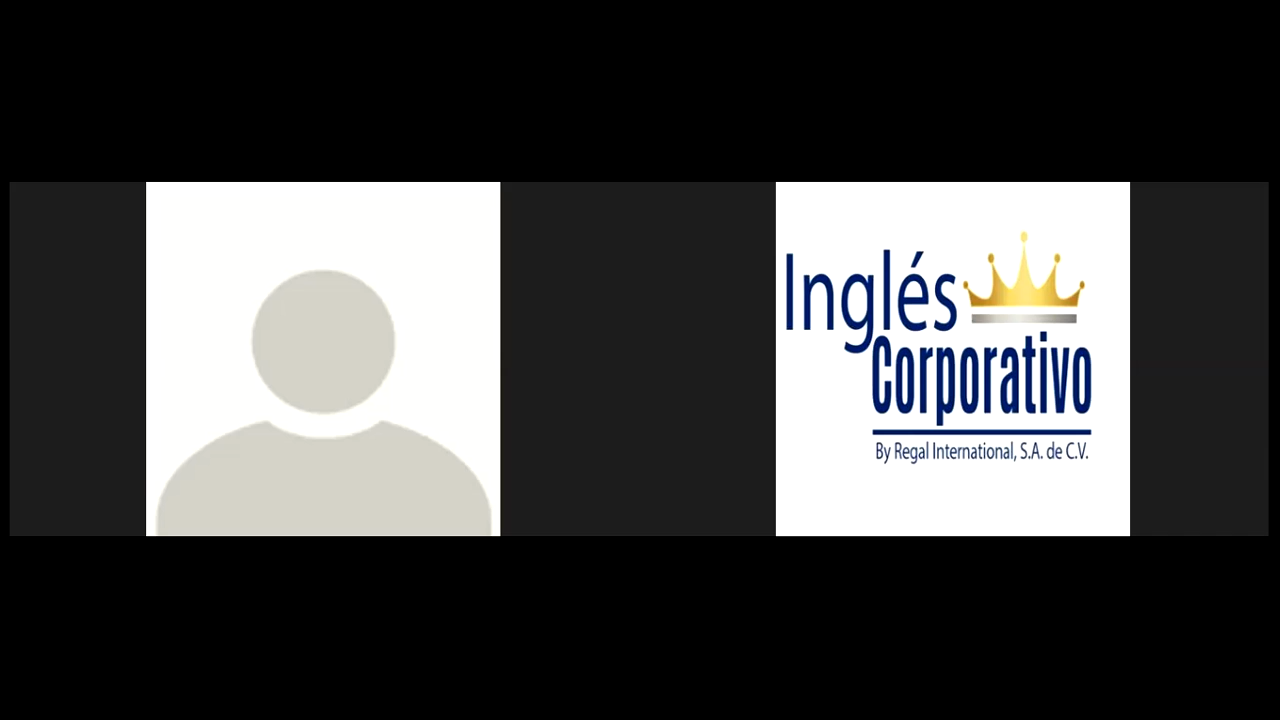 Inglés
Corporativo
By Regal International, S.A. de C.V.